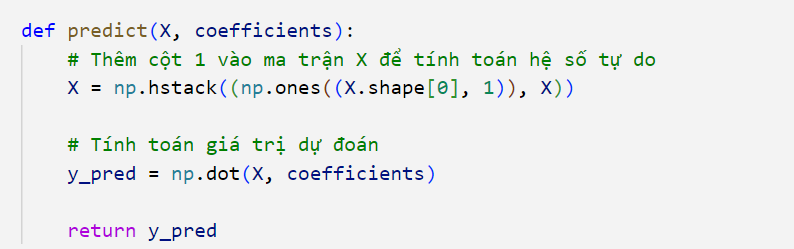 def predict(X, coefficients):
# Thêm cột 1 vào ma trận X để tính toán hệ số tự do
X = np.hstack((np.ones((X.shape[0], 1)), X))
# Tính toán giá trị dự đoán
y_pred = np.dot(X, coefficients)
return y_pred